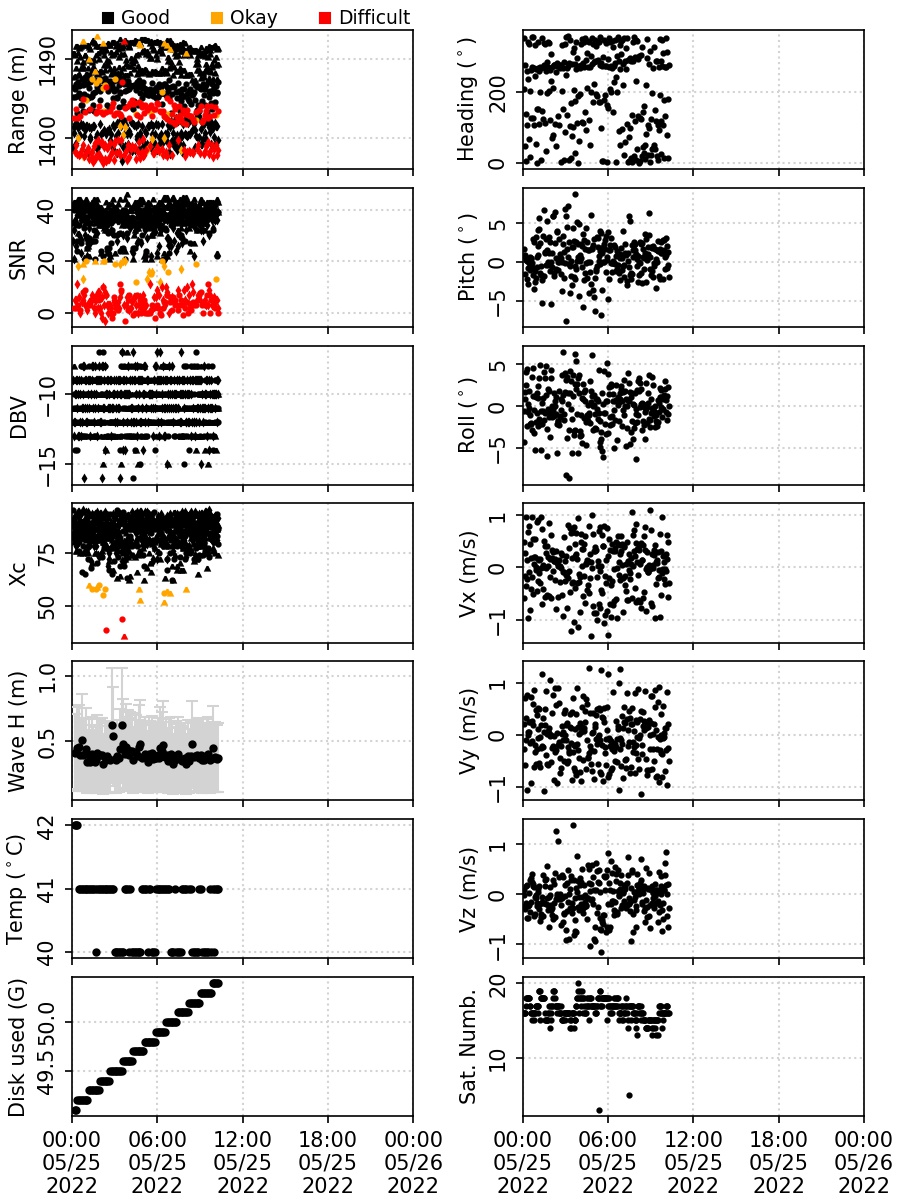 Good Okay Difficult
Range (m)
1490
1400
Heading (°)
200
0
SNR
40
20
0
Pitch (°)
5
0
−5
DBV
−10
−15
Roll (°)
5
0
−5
Xc
75
50
Vx (m/s)
1
0
−1
Wave H (m)
1.0
0.5
Vy (m/s)
1
0
−1
Temp (°C)
42
41
40
Vz (m/s)
1
0
−1
Disk used (G)
50.0
49.5
Sat. Numb.
20
10
00:00 06:00 12:00 18:00 00:00
05/25 05/25 05/25 05/25 05/26
2022 2022 2022 2022 2022
00:00 06:00 12:00 18:00 00:00
05/25 05/25 05/25 05/25 05/26
2022 2022 2022 2022 2022